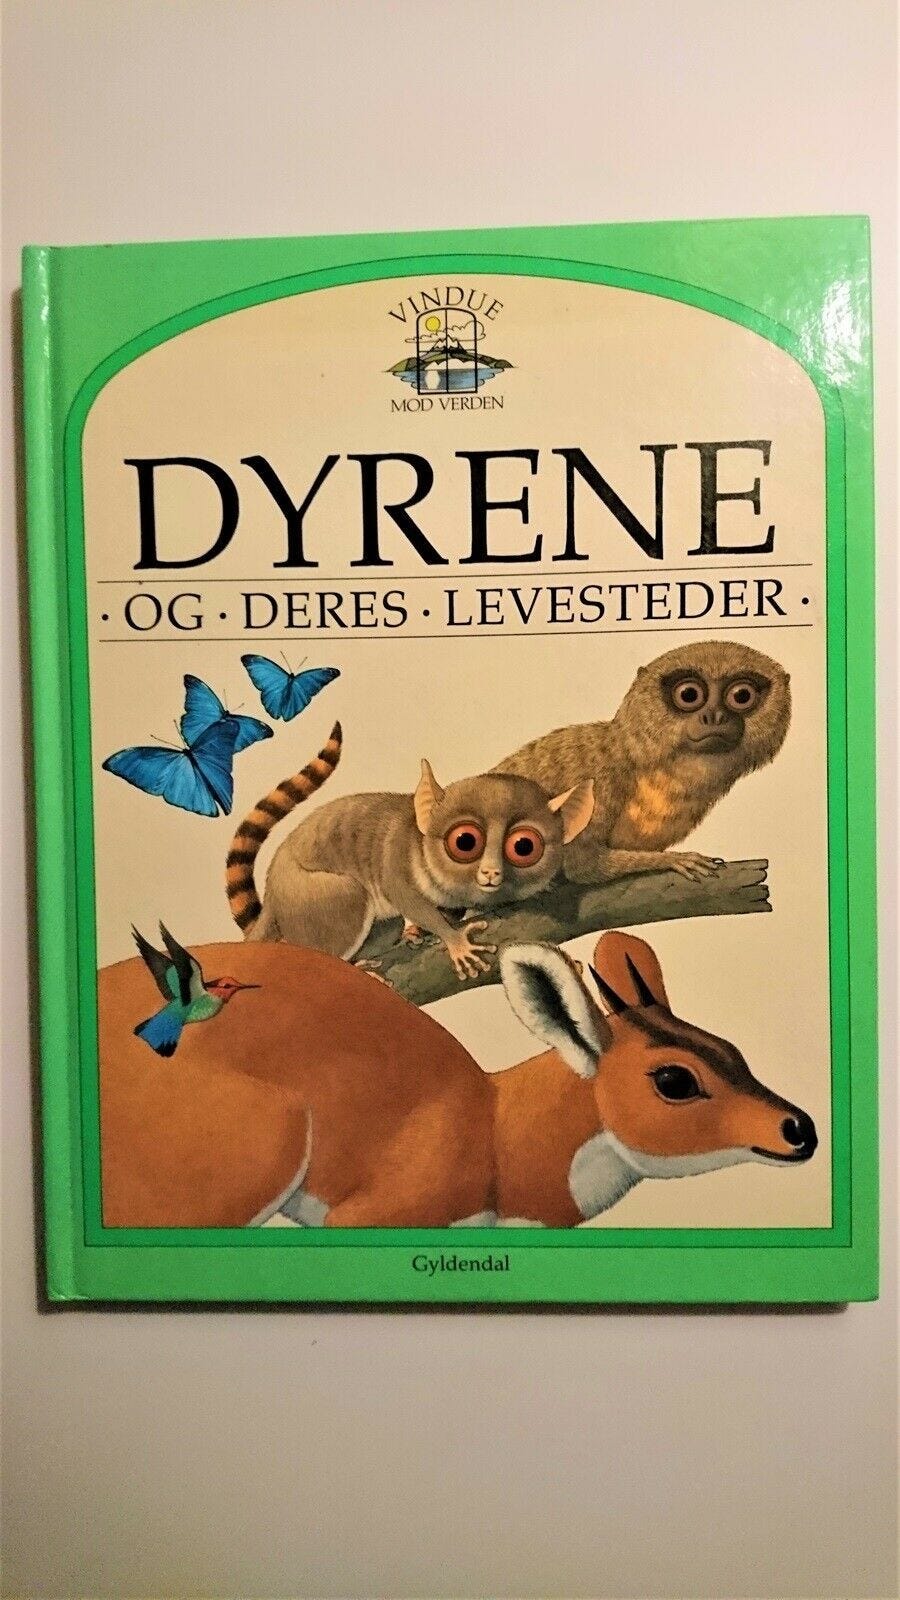 VINDUE
MOD VERDEN
DYRENE
· OG · DERES · LEVESTEDER ·
Gyldendal